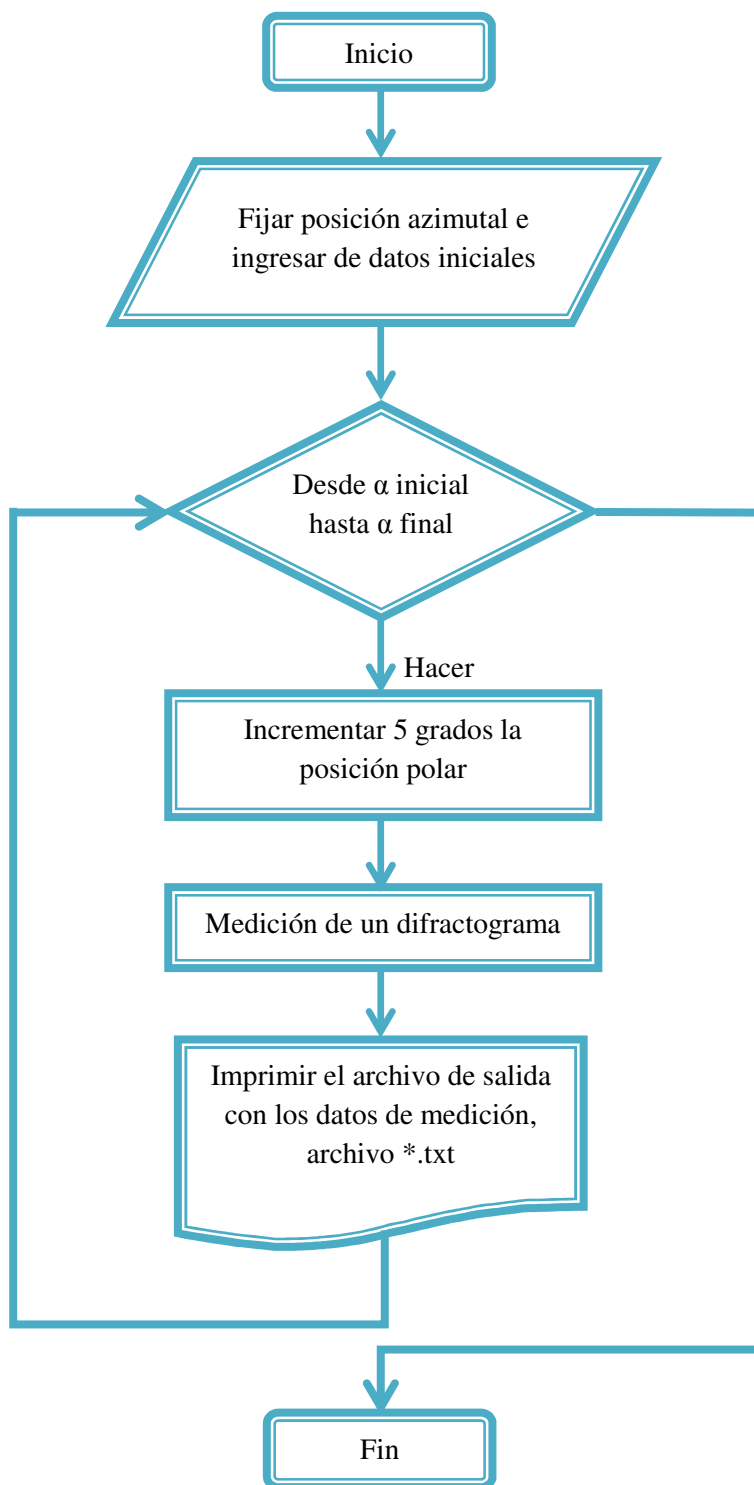 Inicio
Fijar posición azimutal e
ingresar de datos iniciales
Desde α inicial
hasta α final
Hacer
Incrementar 5 grados la
posición polar
Medición de un difractograma
Imprimir el archivo de salida
con los datos de medición,
archivo *.txt
Fin